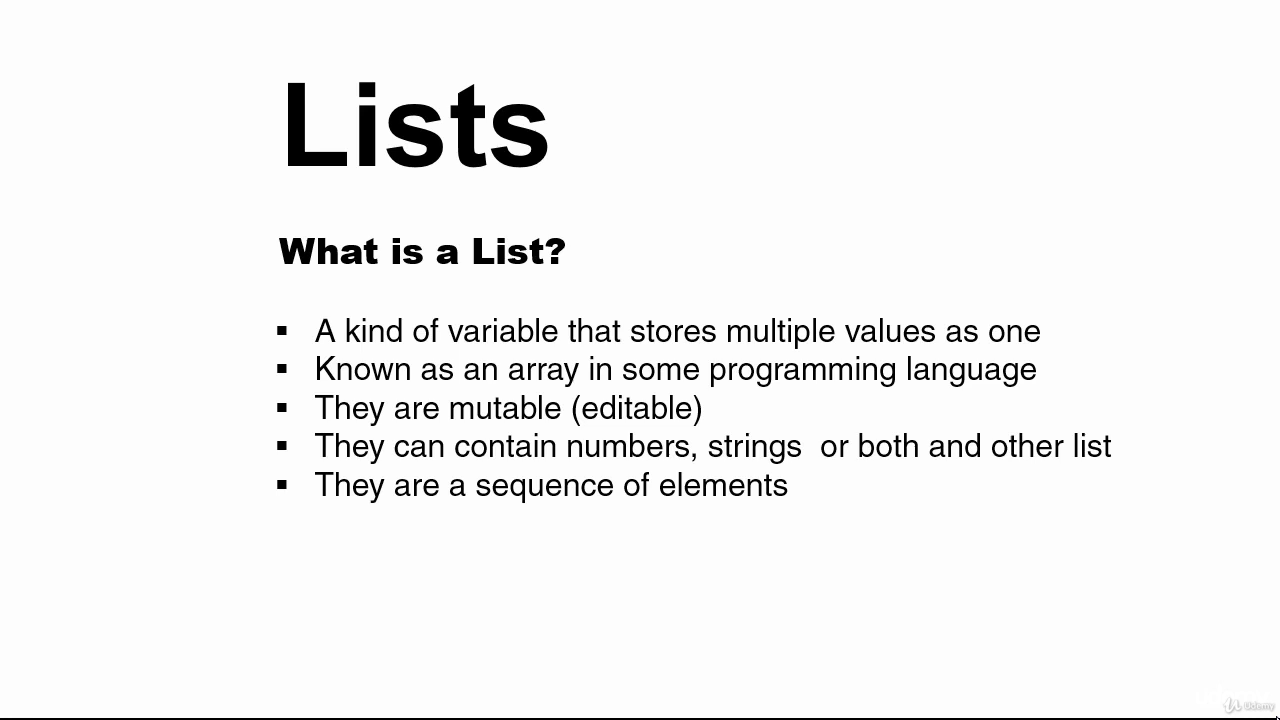 Lists
What is a List?
▪ A kind of variable that stores multiple values as one
▪ Known as an array in some programming language
▪ They are mutable (editable)
▪ They can contain numbers, strings  or both and other list
▪ They are a sequence of elements
Udemy